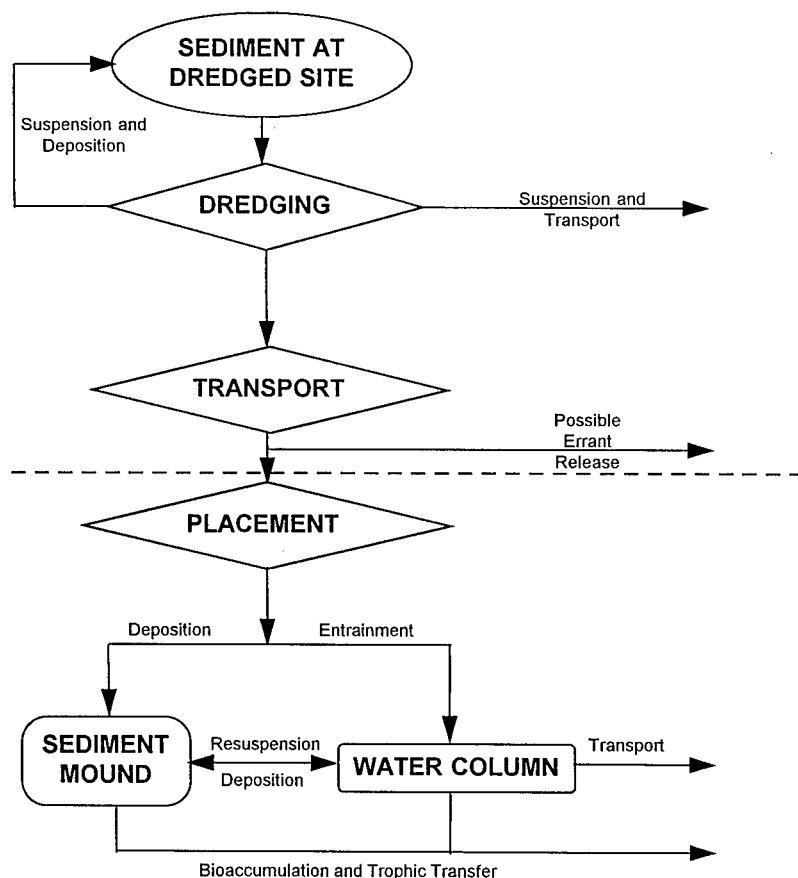 SEDIMENT AT
DREDGED SITE
Suspension and
Deposition
DREDGING
Suspension and
Transport
TRANSPORT
Possible
Errant
Release
PLACEMENT
Deposition
Entrainment
SEDIMENT
MOUND
Resuspension
Deposition
WATER COLUMN
Transport
Bioaccumulation and Trophic Transfer